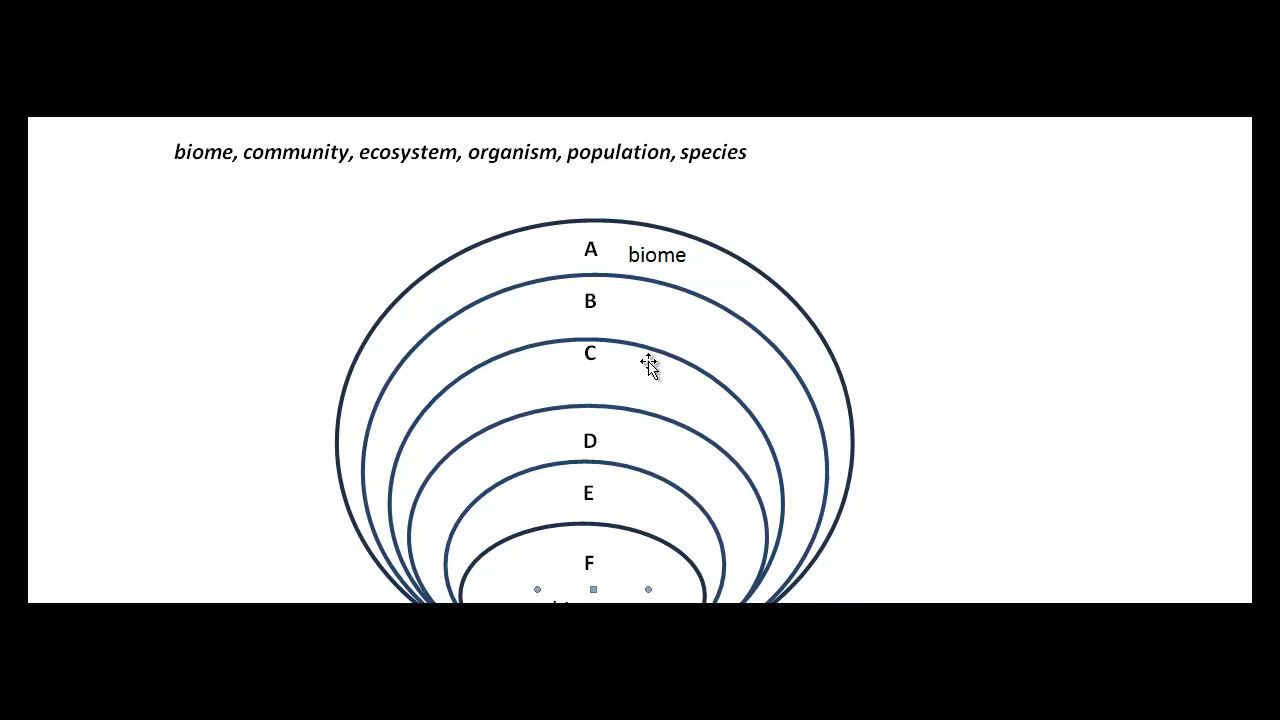 biome, community, ecosystem, organism, population, species
A biome
B
C
D
E
F